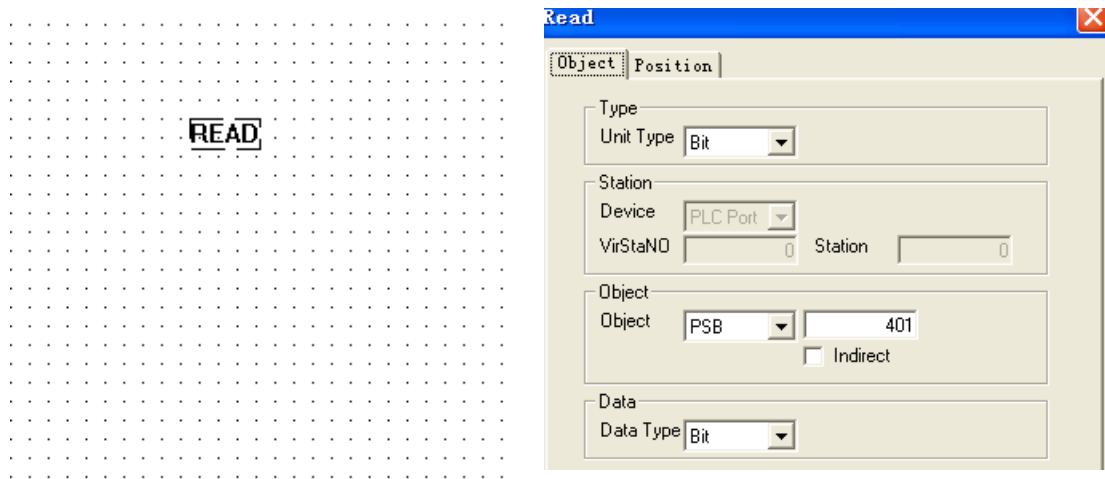 READ
Read
Object Position
Type
Unit Type Bit
Station
Device PLC Port
VirStaNO 0 Station 0
Object
Object PSB 401
Indirect
Data
Data Type Bit